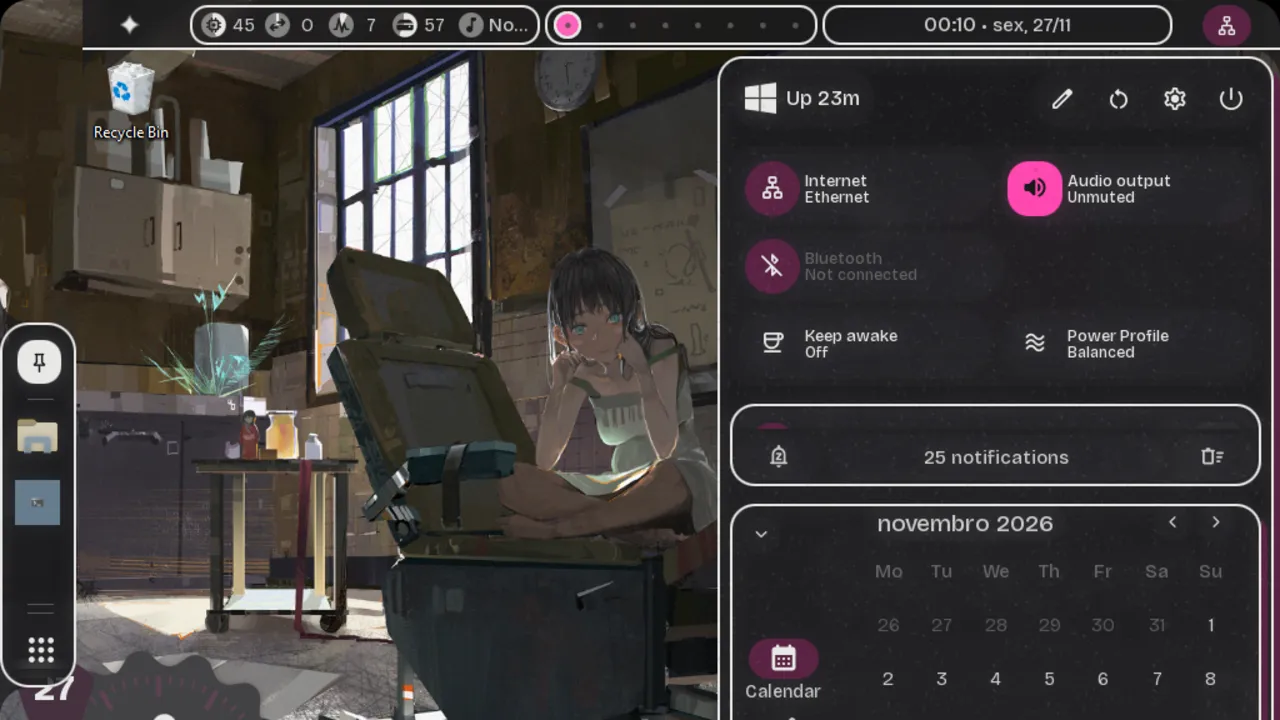 45 0 7 57 No...
00:10 • sex, 27/11
Recycle Bin
Up 23m
Internet
Ethernet
Audio output
Unmuted
Bluetooth
Not connected
Keep awake
Off
Power Profile
Balanced
25 notifications
novembro 2026
Mo Tu We Th Fr Sa Su
26 27 28 29 30 31 1
2 3 4 5 6 7 8
Calendar
27